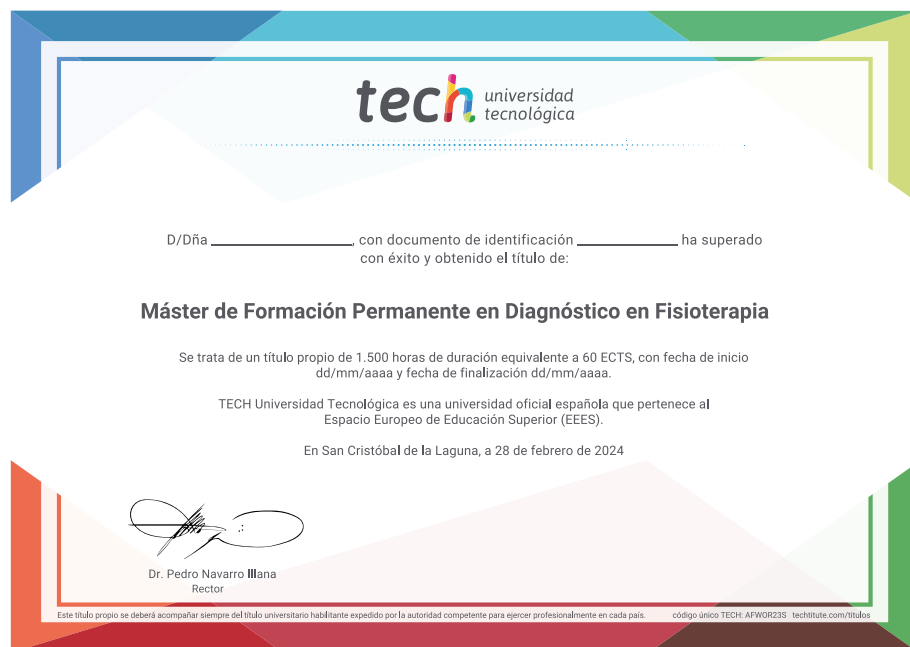 tech universidad
tecnológica
D/Dña ____________________, con documento de identificación ______________ ha superado
con éxito y obtenido el título de:
Máster de Formación Permanente en Diagnóstico en Fisioterapia
Se trata de un título propio de 1.500 horas de duración equivalente a 60 ECTS, con fecha de inicio
dd/mm/aaaa y fecha de finalización dd/mm/aaaa.
TECH Universidad Tecnológica es una universidad oficial española que pertenece al
Espacio Europeo de Educación Superior (EEES).
En San Cristóbal de la Laguna, a 28 de febrero de 2024
Dr. Pedro Navarro Illana
Rector
Este título propio se deberá acompañar siempre del título universitario habilitante expedido por la autoridad competente para ejercer profesionalmente en cada país. código único TECH: AFWOR23S techtitute.com/titulos